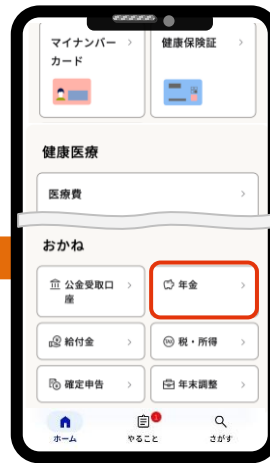 マイナンバー
カード
健康保険証
健康医療
医療費
おかね
公金受取口
座
年金
給付金
税・所得
確定申告
年末調整
1
ホーム
やること
さがす